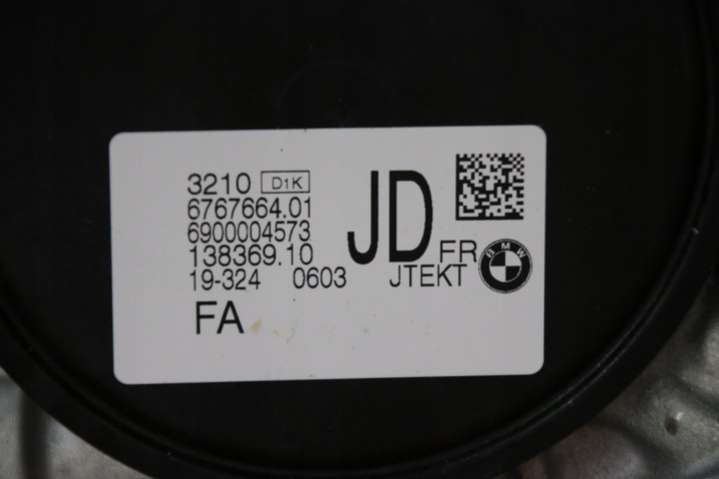 3210 D1K
6767664.01
6900004573
138369.10
19-324 0603
FA
JD
FR
JTEKT
BMW